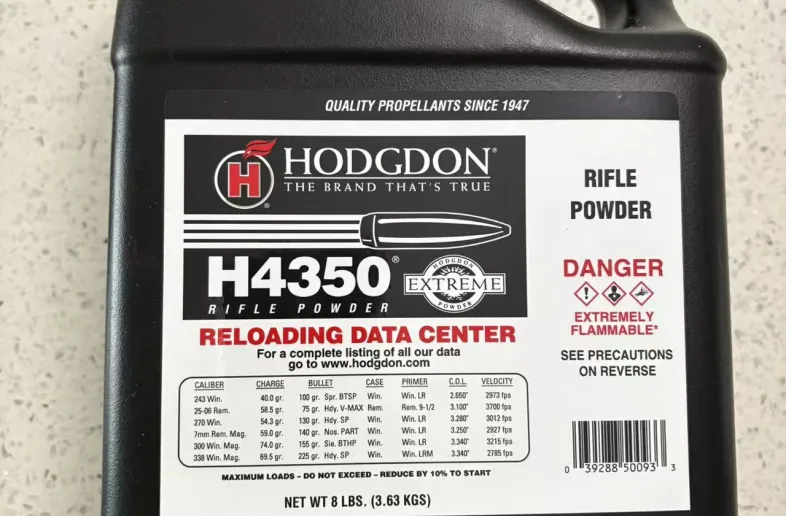 QUALITY PROPELLANTS SINCE 1947
H HODGDON®
®
THE BRAND THAT'S TRUE
RIFLE
POWDER
H4350®
RIFLE POWDER
HODGDON
EXTREME
POWDER
DANGER
EXTREMELY
FLAMMABLE*
SEE PRECAUTIONS
ON REVERSE
RELOADING DATA CENTER
For a complete listing of all our data
go to www.hodgdon.com
CALIBER CHARGE BULLET CASE PRIMER C.O.L. VELOCITY
243 Win. 40.0 gr. 100 gr. Spr. BTSP Win. Win. LR 2.650" 2973 fps
25-06 Rem. 58.5 gr. 75 gr. Hdy. V-MAX Rem. Rem. 9-1/2 3.100" 3700 fps
270 Win. 54.3 gr. 130 gr. Hdy. SP Win. Win. LR 3.280" 3012 fps
7mm Rem. Mag. 59.0 gr. 140 gr. Nos. PART Win. Win. LR 3.250" 2927 fps
300 Win. Mag. 74.0 gr. 155 gr. Sie. BTHP Win. Win. LR 3.340" 3215 fps
338 Win. Mag. 69.5 gr. 225 gr. Hdy. SP Win. Win. LRM 3.340" 2785 fps
MAXIMUM LOADS – DO NOT EXCEED – REDUCE BY 10% TO START
NET WT 8 LBS. (3.63 KGS)
0 39288 50093 3